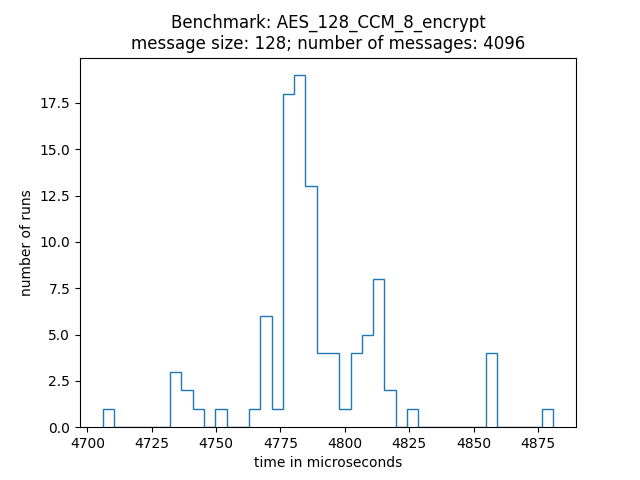 Benchmark: AES_128_CCM_8_encrypt
message size: 128; number of messages: 4096
number of runs
17.5
15.0
12.5
10.0
7.5
5.0
2.5
0.0
4700 4725 4750 4775 4800 4825 4850 4875
time in microseconds